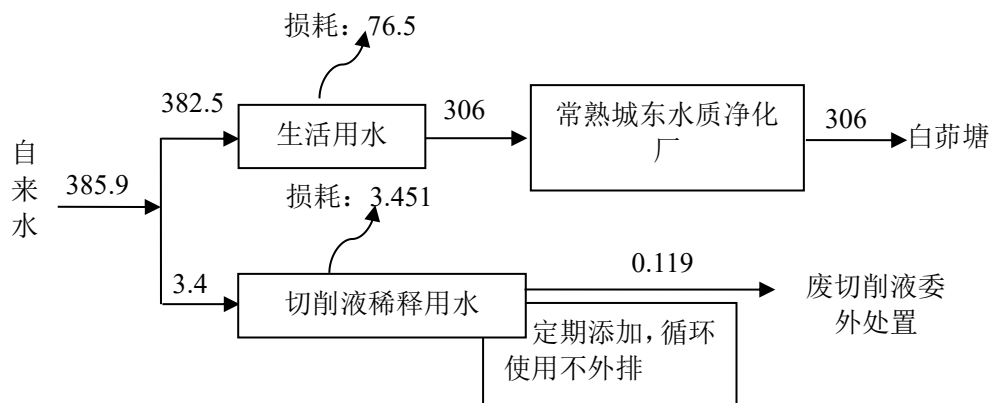 损耗：76.5
382.5
生活用水
306
常熟城东水质净化
厂
306
白茆塘
自
来
水
385.9
损耗：3.451
3.4
切削液稀释用水
0.119
废切削液委
外处置
定期添加，循环
使用不外排